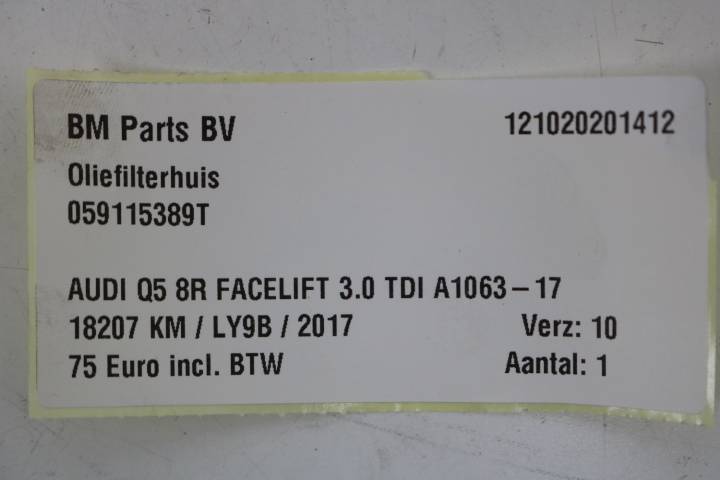 BM Parts BV 121020201412
Oliefilterhuis
059115389T
AUDI Q5 8R FACELIFT 3.0 TDI A1063-17
18207 KM / LY9B / 2017 Verz: 10
75 Euro incl. BTW Aantal: 1